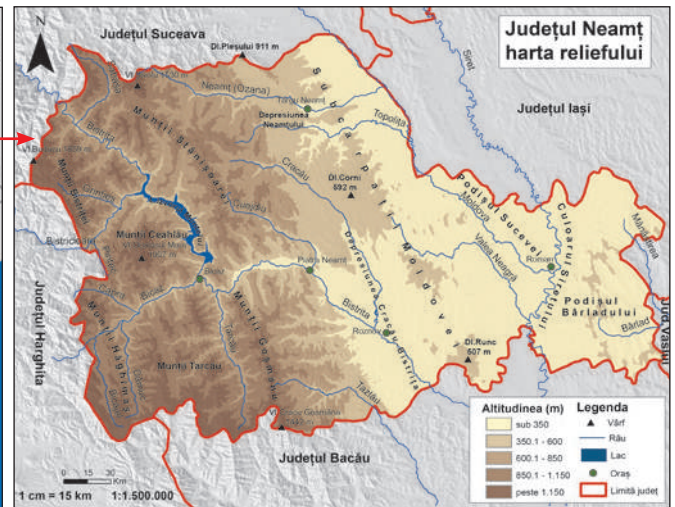 Județul Neamț
harta reliefului
N
Județul Suceava
Dl.Pleșului 911 m
Siret
Județul Iași
Neamț (Ozana)
Târgu Neamț
Depresiunea
Neamțului
Topolița
Subcarpații Moldovei
Bistrița
Munții Stânișoarei
Cracău
Dl.Corni
592 m
Podișul Sucevei
Moldova
Culoarul Siretului
Munții Bistriței
Munții Ceahlău
Cuejdiu
Valea Neagră
Roman
Podișul
Bârladului
Bârlad
Bistricioara
Bicaz
Bicaz
Piatra Neamț
Depresiunea Cracău Bistrița
Bistrița
Roznov
Dl.Runc
507 m
Jud.Vaslui
Județul Harghita
Munții Hăghimaș
Munții Tarcău
Tarcău
Munții Goșmanu
Tazlău
Județul Bacău
Altitudinea (m)
sub 350
350.1 - 600
600.1 - 850
850.1 - 1.150
peste 1.150
Legenda
Vârf
Râu
Lac
Oraș
Limită județ
0 15 30
Km
1 cm = 15 km 1:1.500.000